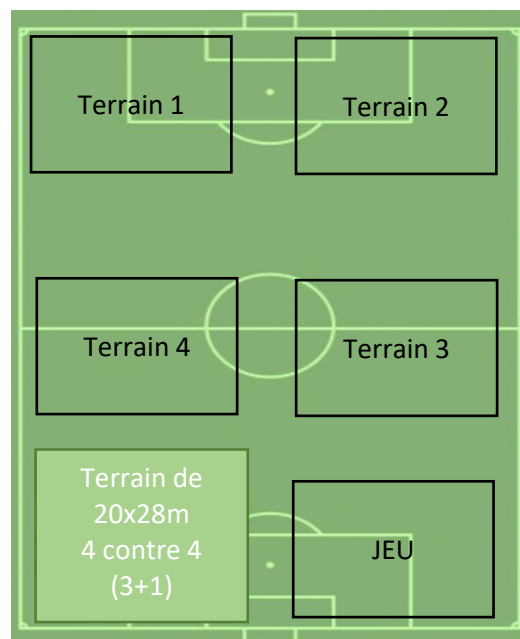 Terrain 1
Terrain 2
Terrain 4
Terrain 3
Terrain de
20x28m
4 contre 4
(3+1)
JEU